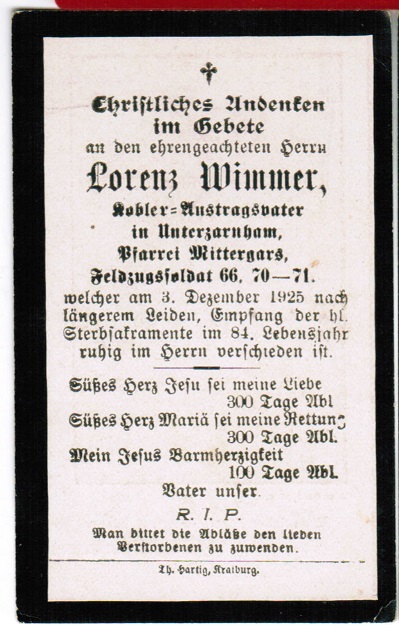 Christliches Andenken
im Gebete
an den ehrengeachteten Herrn
Lorenz Wimmer,
Kobler=Austragsvater
in Unterzarnham,
Pfarrei Mittergars,
Feldzugssoldat 66, 70—71.
welcher am 3. Dezember 1925 nach
längerem Leiden, Empfang der hl.
Sterbsakramente im 84. Lebensjahr
ruhig im Herrn verschieden ist.
Süßes Herz Jesu sei meine Liebe
300 Tage Abl
Süßes Herz Mariä sei meine Rettung
300 Tage Abl.
Mein Jesus Barmherzigkeit
100 Tage Abl.
Vater unser.
R. I. P.
Man bittet die Abläße den lieden
Verstorbenen zu zuwenden.
Th. Hartig, Kraiburg.